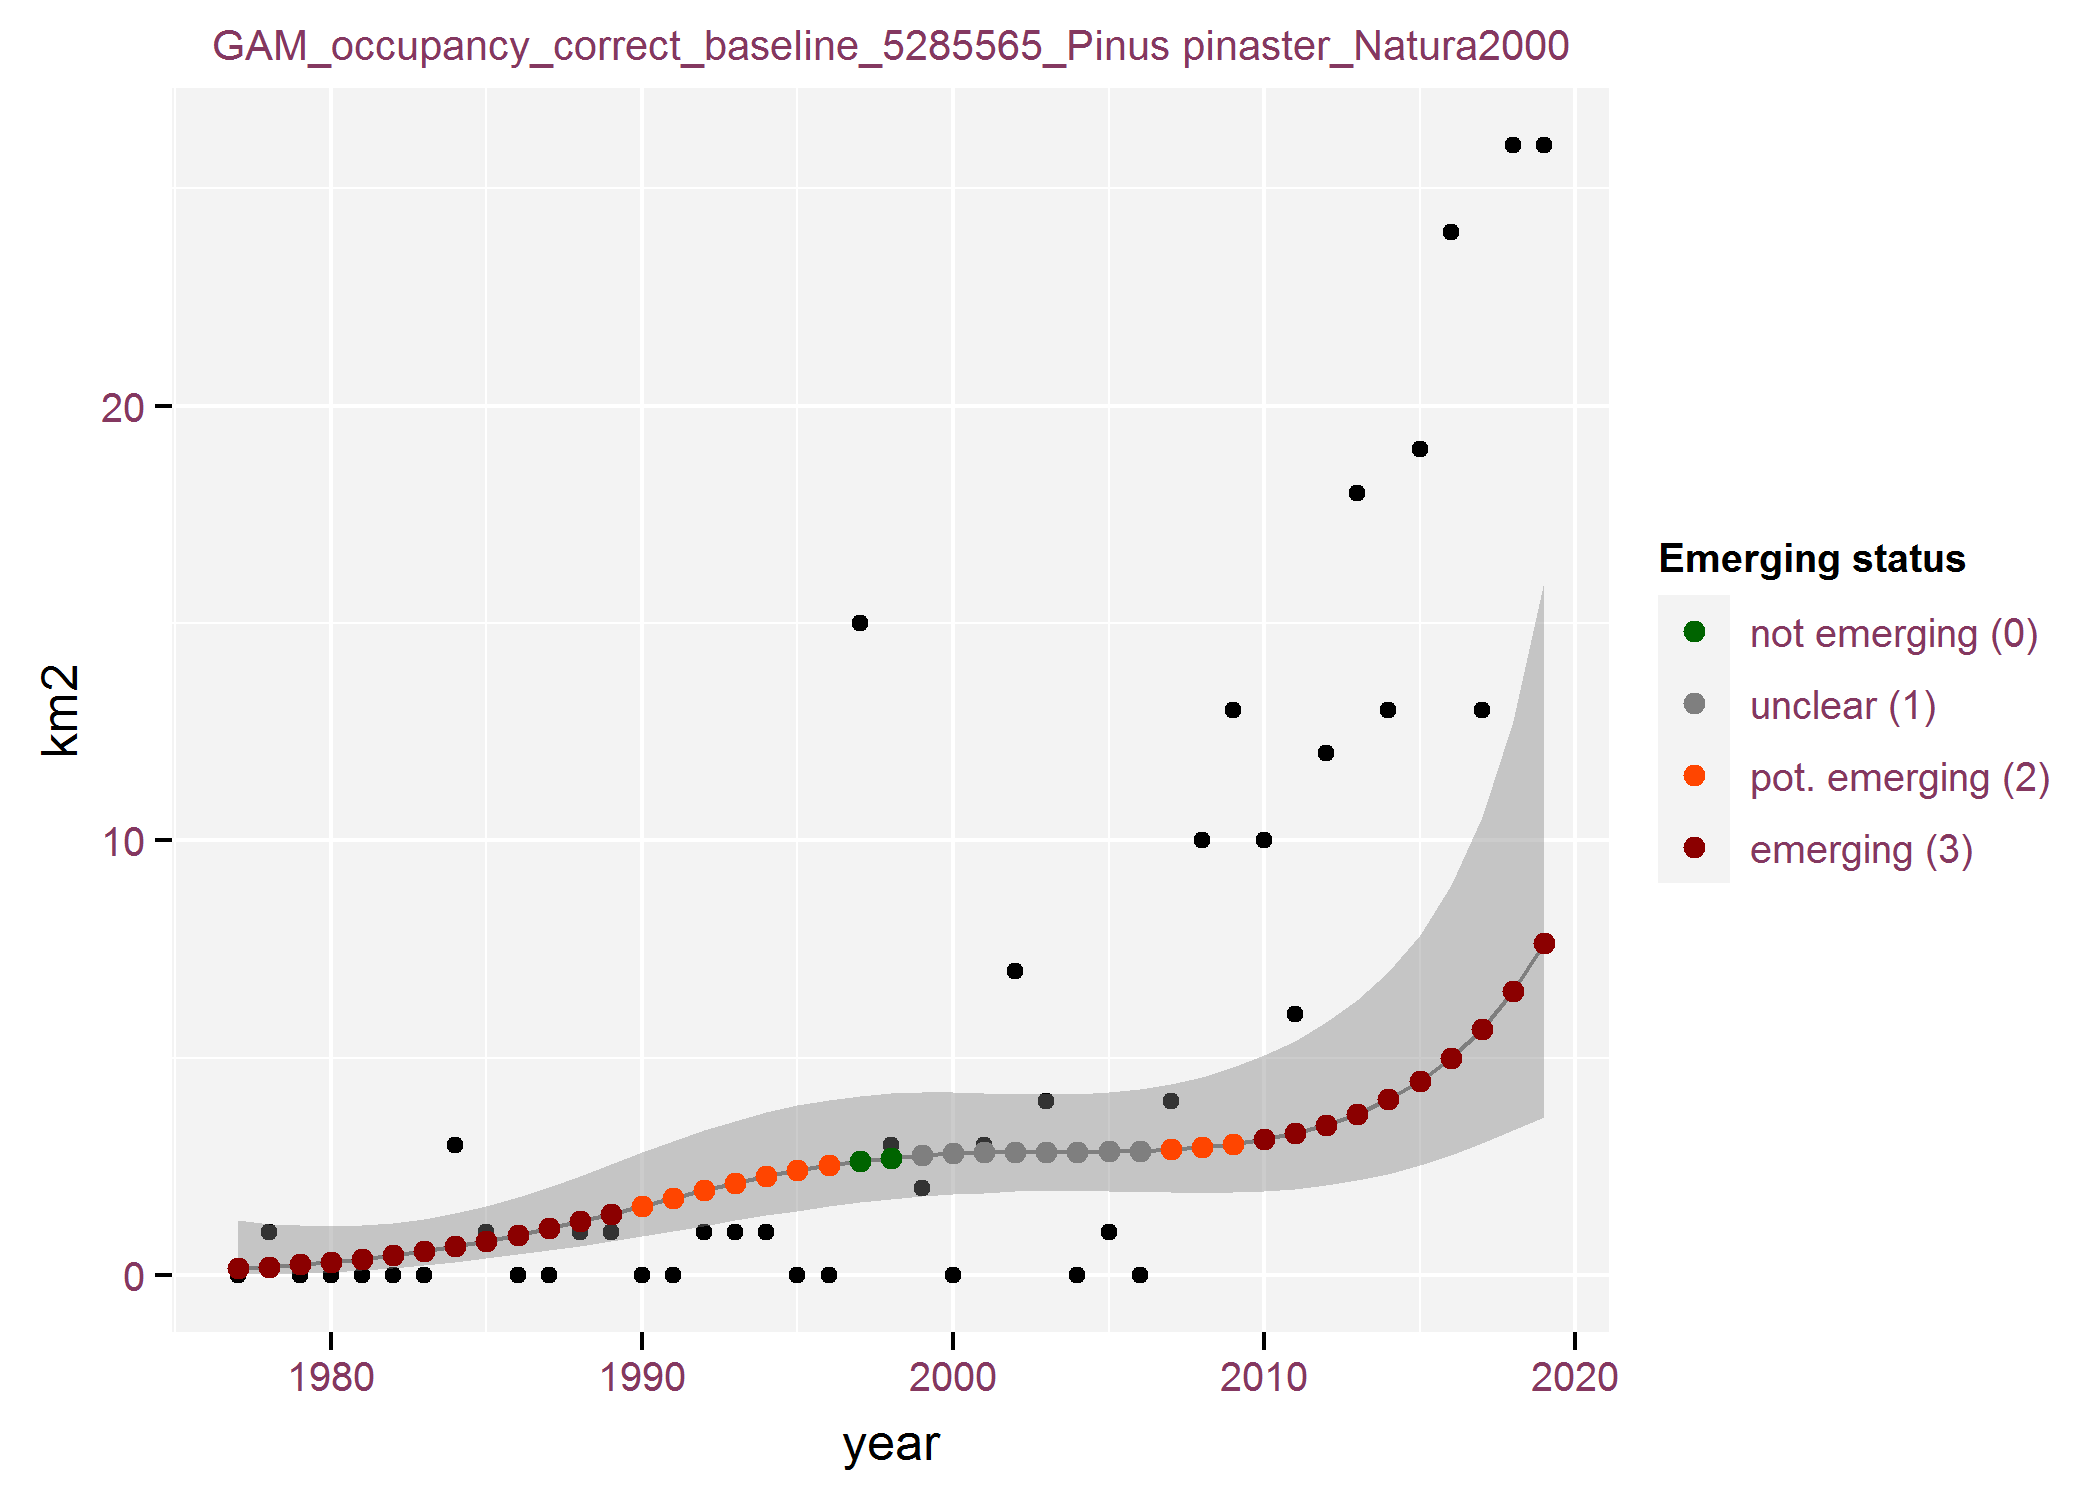 GAM_occupancy_correct_baseline_5285565_Pinus pinaster_Natura2000
km2
20
10
0
1980 1990 2000 2010 2020
year
Emerging status
not emerging (0)
unclear (1)
pot. emerging (2)
emerging (3)